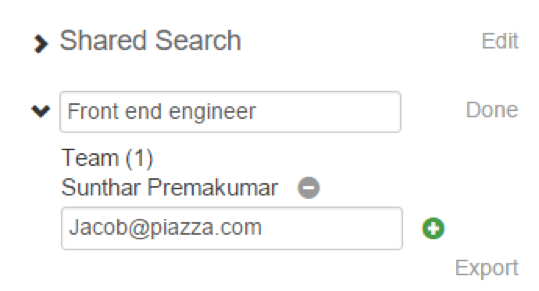 Shared Search Edit
Front end engineer Done
Team (1)
Sunthar Premakumar
Jacob@piazza.com
Export